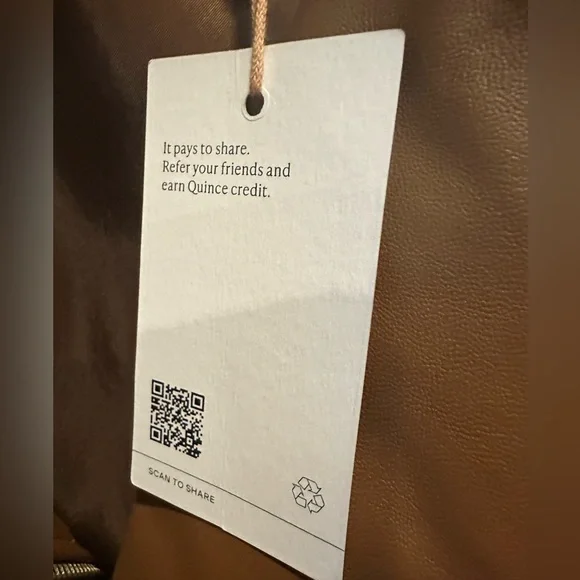 It pays to share.
Refer your friends and
earn Quince credit.
SCAN TO SHARE